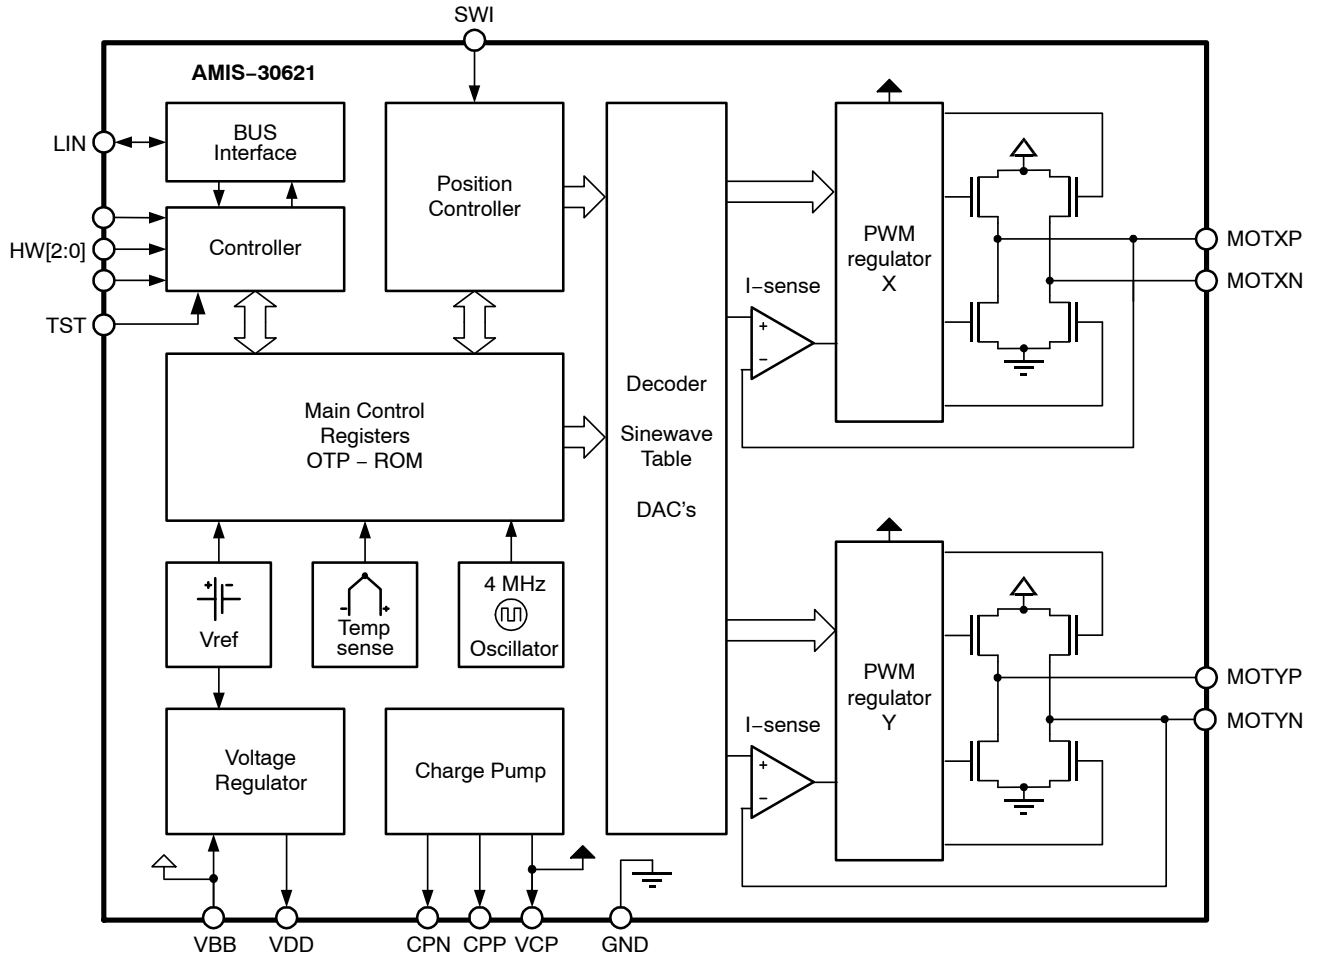 SWI
AMIS–30621
LIN
BUS
Interface
Position
Controller
HW[2:0]
Controller
TST
PWM
regulator
X
MOTXP
MOTXN
I–sense
+
–
Main Control
Registers
OTP – ROM
Decoder
Sinewave
Table
DAC's
+ –
Vref
– +
Temp
sense
4 MHz
Oscillator
PWM
regulator
Y
MOTYP
MOTYN
I–sense
+
–
Voltage
Regulator
Charge Pump
VBB
VDD
CPN
CPP
VCP
GND